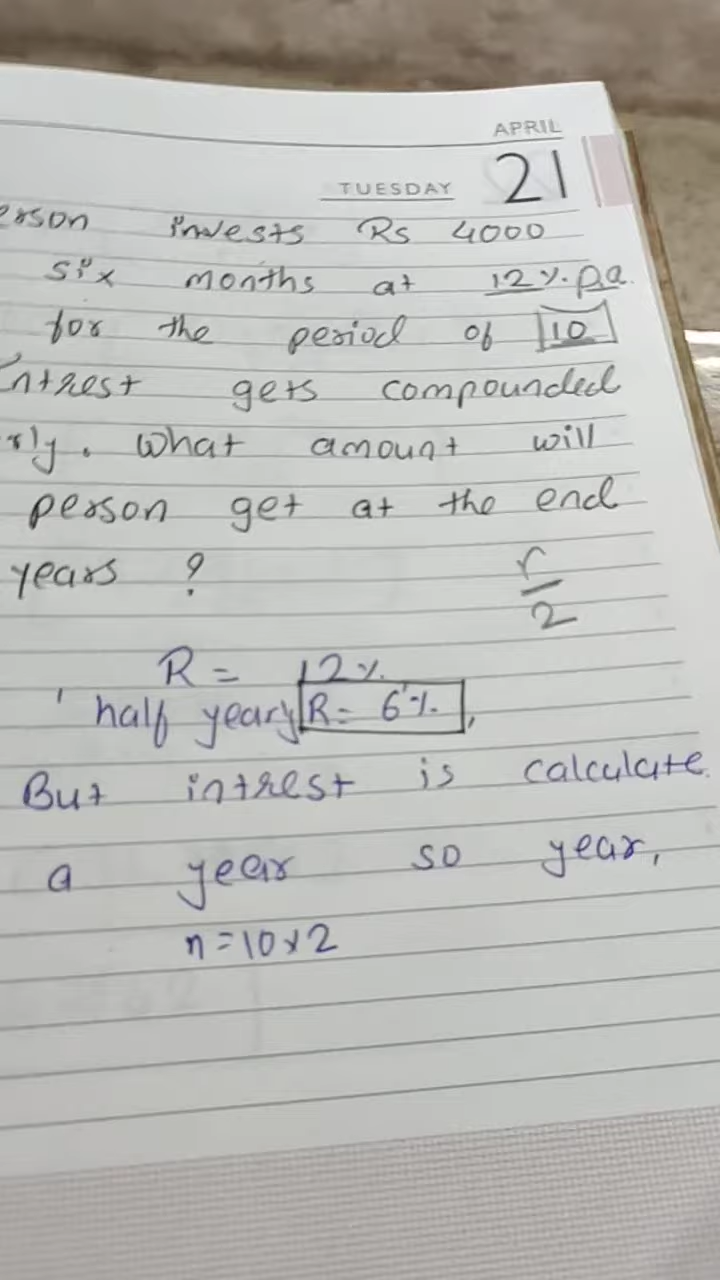 APRIL
TUESDAY 21
erson invests Rs 4000
six months at 12%. p.a.
for the period of 10
ntrest gets compounded
rly. What amount will
person get at the end
years ?
r/2
R = 12%
half yeary R = 6%.,
But intrest is calculate
a year so year,
n = 10 x 2